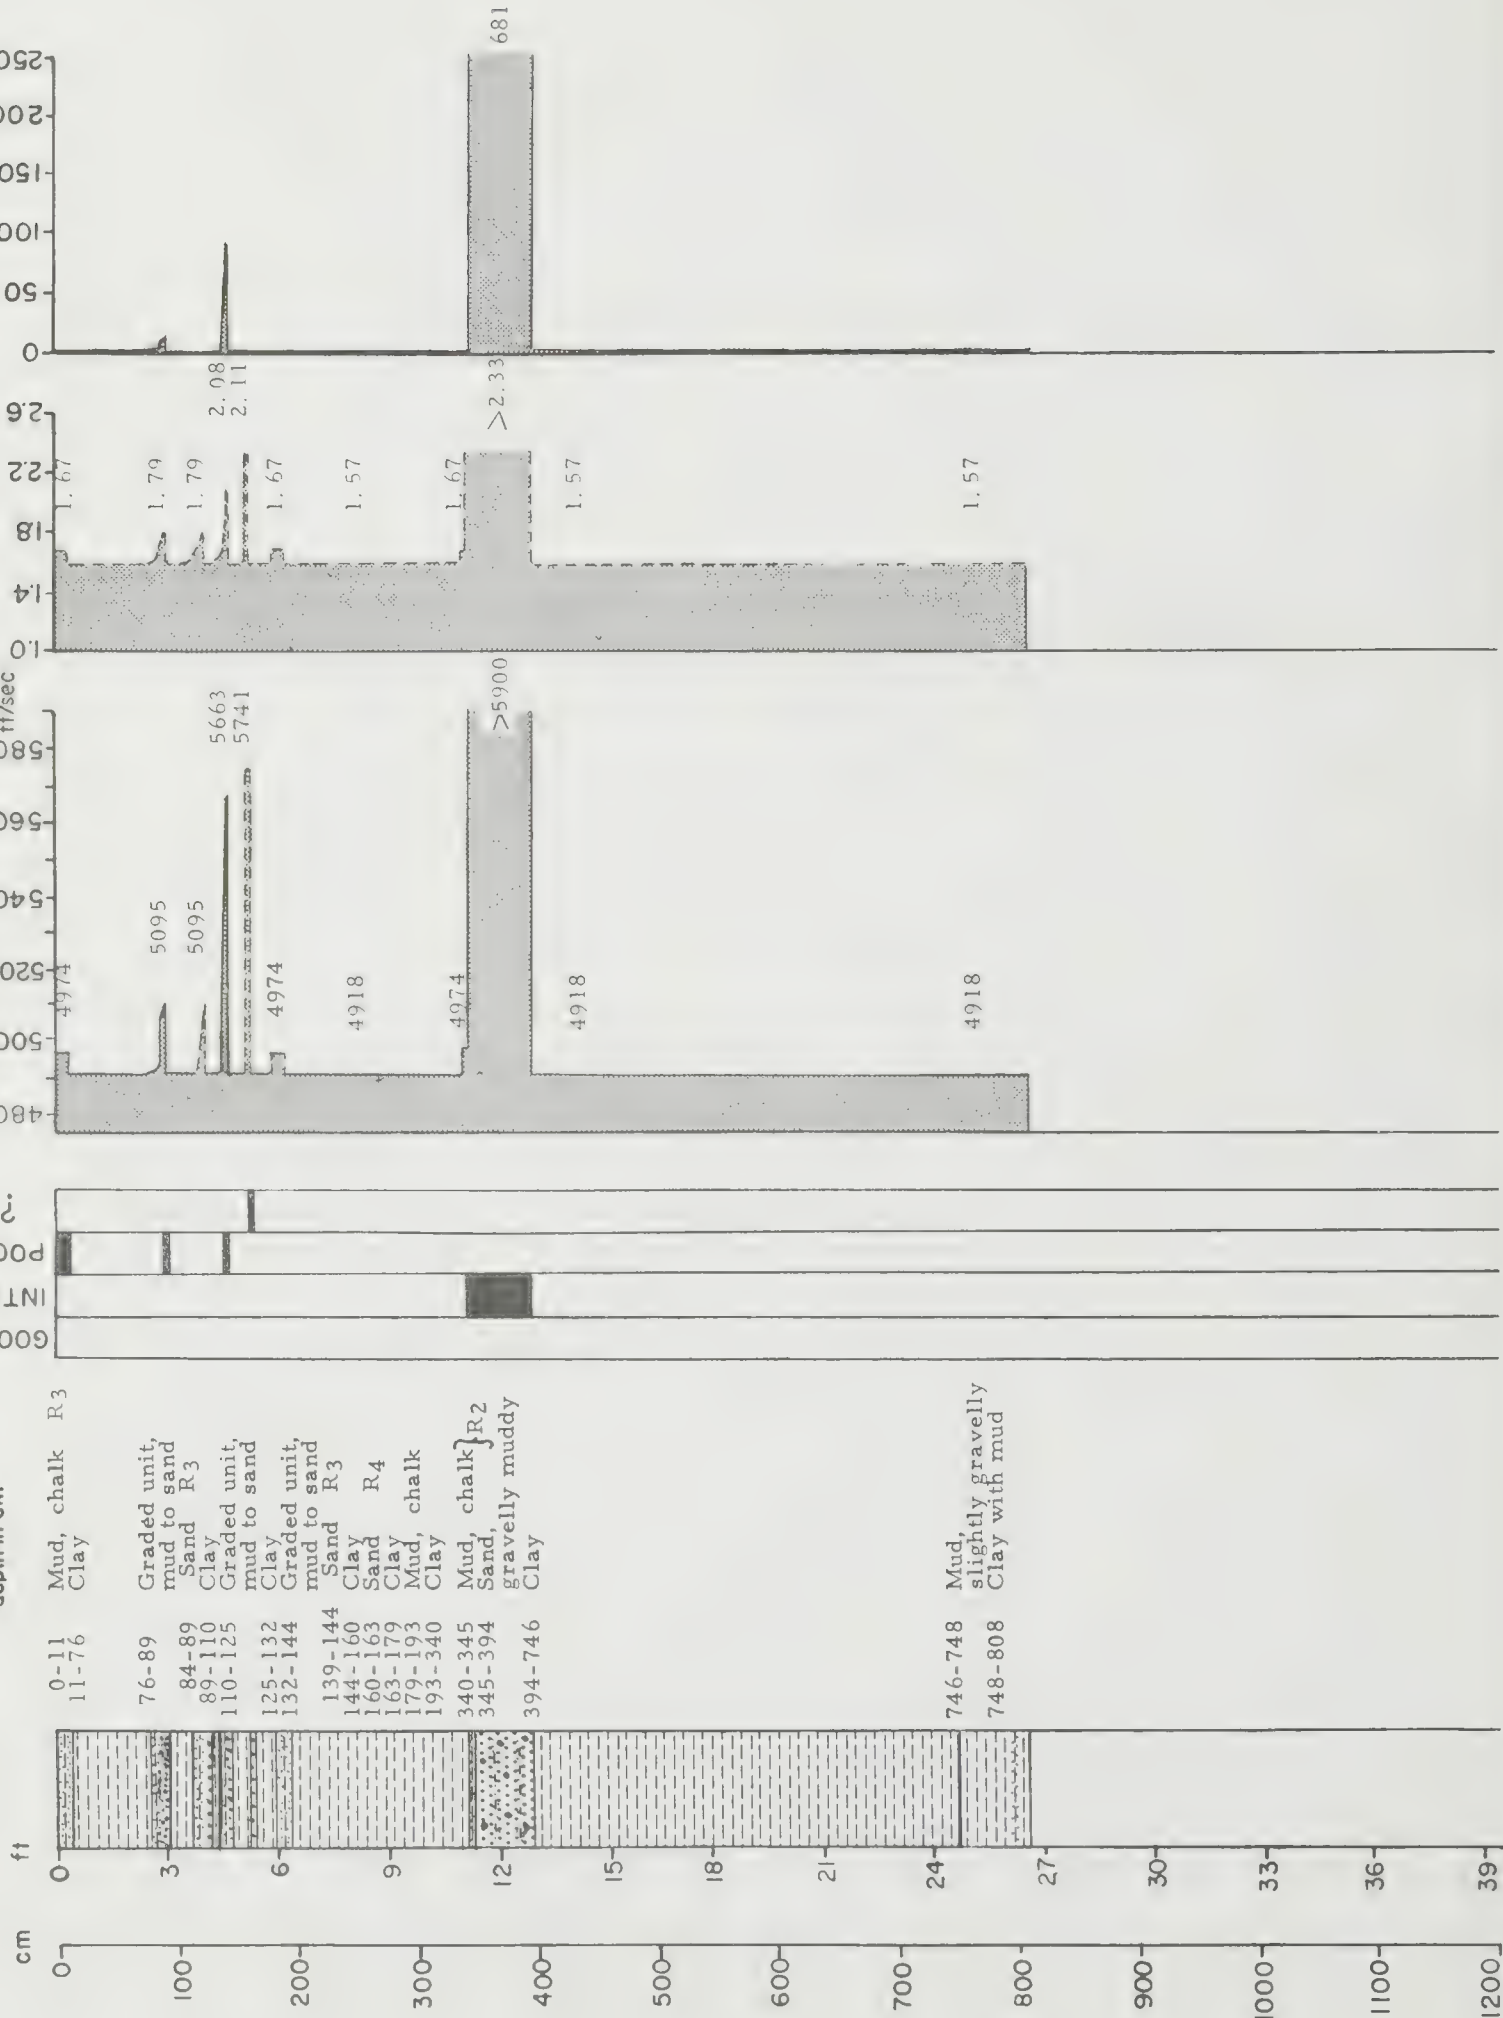 cm
ft
0
100
200
300
400
500
600
700
800
900
1000
1100
1200
0
3
6
9
12
15
18
21
24
27
30
33
36
39
0-11 Mud, chalk R3
11-76 Clay
76-89 Graded unit,
mud to sand
84-89 Sand R3
89-110 Clay
110-125 Graded unit,
mud to sand
125-132 Clay
132-144 Graded unit,
mud to sand
139-144 Sand R3
144-160 Clay
160-163 Sand R4
163-179 Clay
179-193 Mud, chalk
193-340 Clay
340-345 Mud, chalk } R2
345-394 Sand,
gravelly muddy
394-746 Clay
746-748 Mud,
slightly gravelly
748-808 Clay with mud
INT
?
ft/sec
4974
5095
5095
5663
5741
4974
4918
4974
>5900
4918
4918
1.0
1.4
1.8
2.2
2.6
1.67
1.79
1.79
2.08
2.11
1.67
1.57
1.67
>2.33
1.57
1.57
0
50
100
150
200
250
681